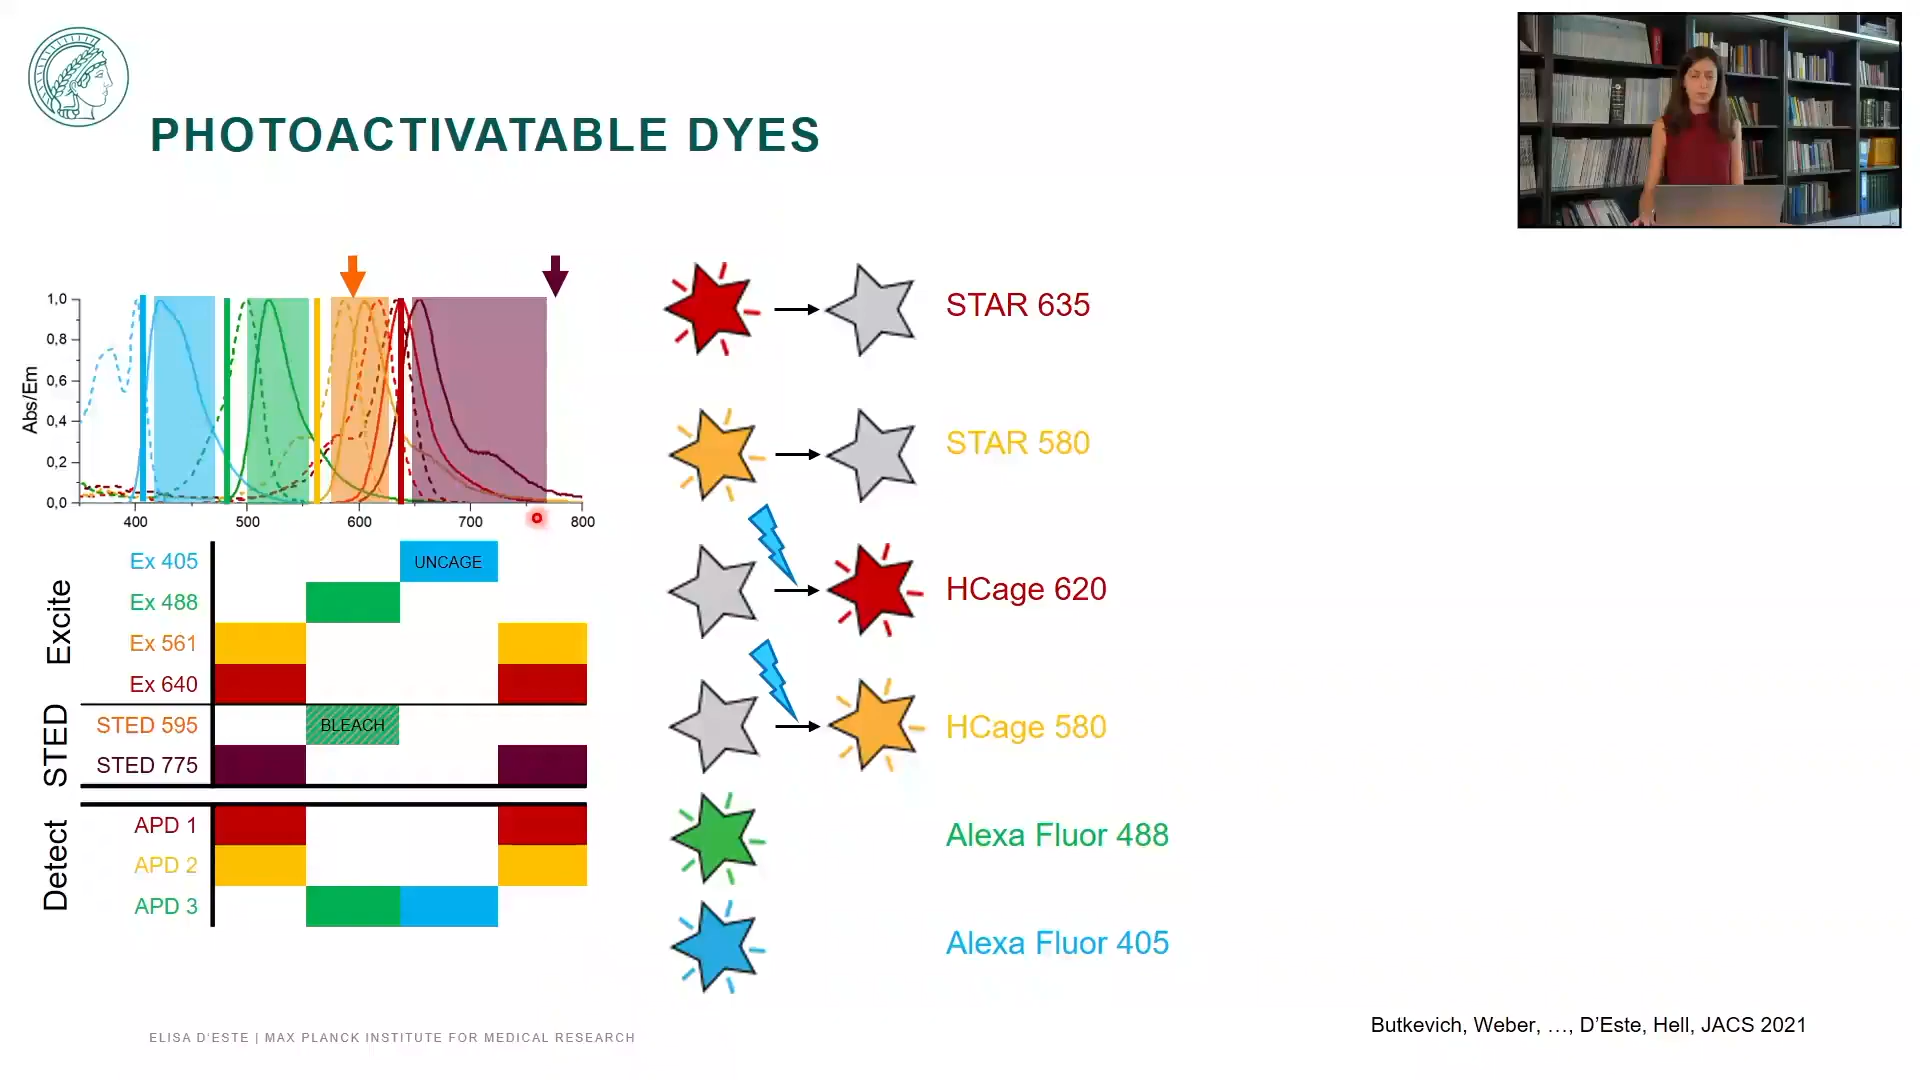 PHOTOACTIVATABLE DYES
Abs/Em
1,0
0,8
0,6
0,4
0,2
0,0
400 500 600 700 800
Excite
Ex 405
UNCAGE
Ex 488
Ex 561
Ex 640
STED
STED 595
BLEACH
STED 775
Detect
APD 1
APD 2
APD 3
STAR 635
STAR 580
HCage 620
HCage 580
Alexa Fluor 488
Alexa Fluor 405
ELISA D'ESTE | MAX PLANCK INSTITUTE FOR MEDICAL RESEARCH
Butkevich, Weber, …, D’Este, Hell, JACS 2021